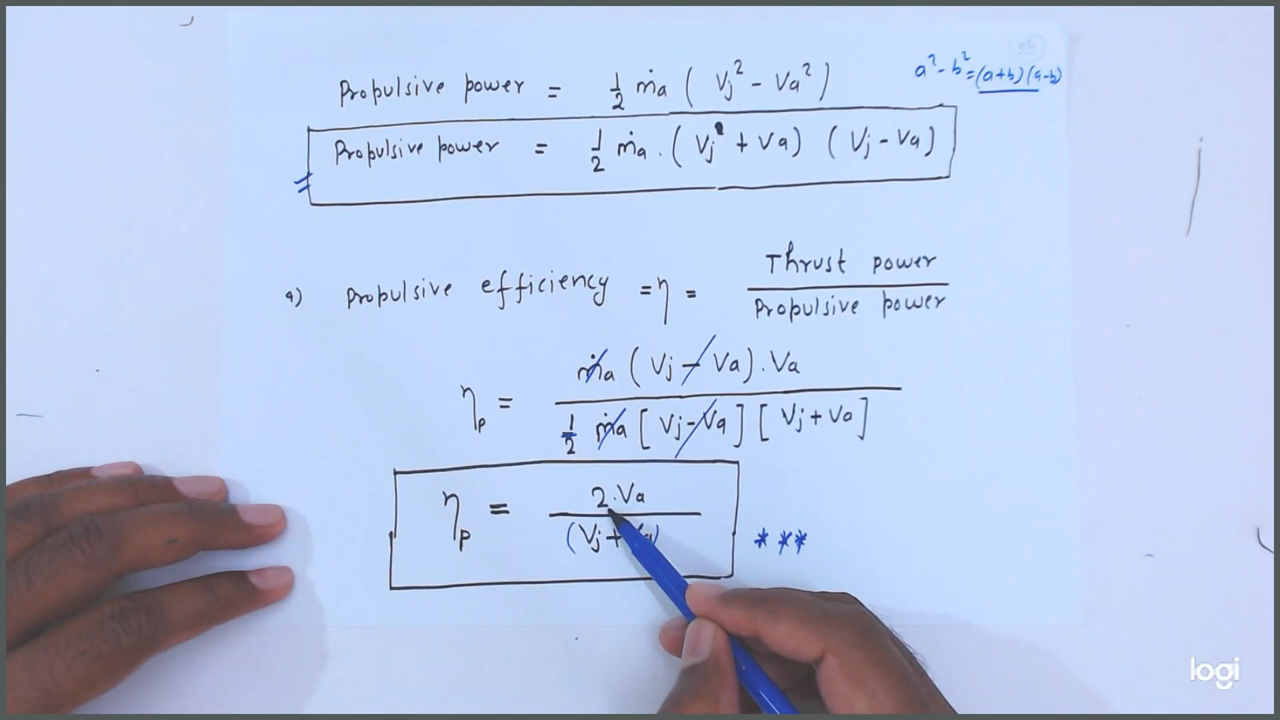 Propulsive power = 1/2 ṁa ( Vj² - Va² )
a² - b² = (a+b) (a-b)
Propulsive power = 1/2 ṁa . ( Vj + Va ) ( Vj - Va )
4) Propulsive efficiency = η = Thrust power / Propulsive power
ηp = ṁa ( Vj - Va ) . Va / 1/2 ṁa [ Vj - Va ] [ Vj + Va ]
ηp = 2 . Va / (Vj + Va)
***
logi